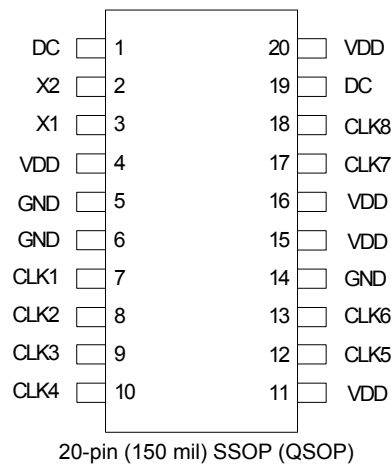 DC 1 20 VDD
X2 2 19 DC
X1 3 18 CLK8
VDD 4 17 CLK7
GND 5 16 VDD
GND 6 15 VDD
CLK1 7 14 GND
CLK2 8 13 CLK6
CLK3 9 12 CLK5
CLK4 10 11 VDD
20-pin (150 mil) SSOP (QSOP)